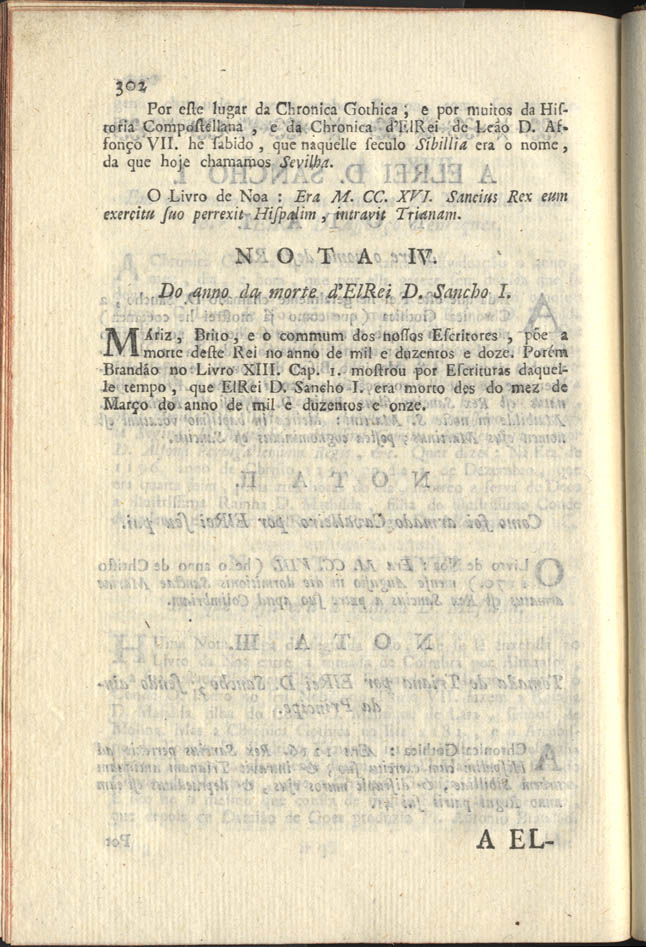 302
Por eſte lugar da Chronica Gothica ; e por muitos da Hiſ-
toria Compoſtellana , e da Chronica d'ElRei de Leão D. Af-
fonço VII. he ſabido , que naquelle ſeculo Sibillia era o nome ,
da que hoje chamamos Sevilha.
O Livro de Noa : Era M. CC. XVI. Sancius Rex eum
exercitu ſuo perrexit Hiſpalim , intravit Trianam.
NOTA IV.
Do anno da morte d'ElRei D. Sancho I.
MAriz , Brito , e o commum dos noſſos Eſcritores , põe a
morte deſte Rei no anno de mil e duzentos e doze. Porém
Brandão no Livro XIII. Cap. 1. moſtrou por Eſcrituras daquel-
le tempo , que ElRei D. Sancho I. era morto des do mez de
Março do anno de mil e duzentos e onze.
A EL-